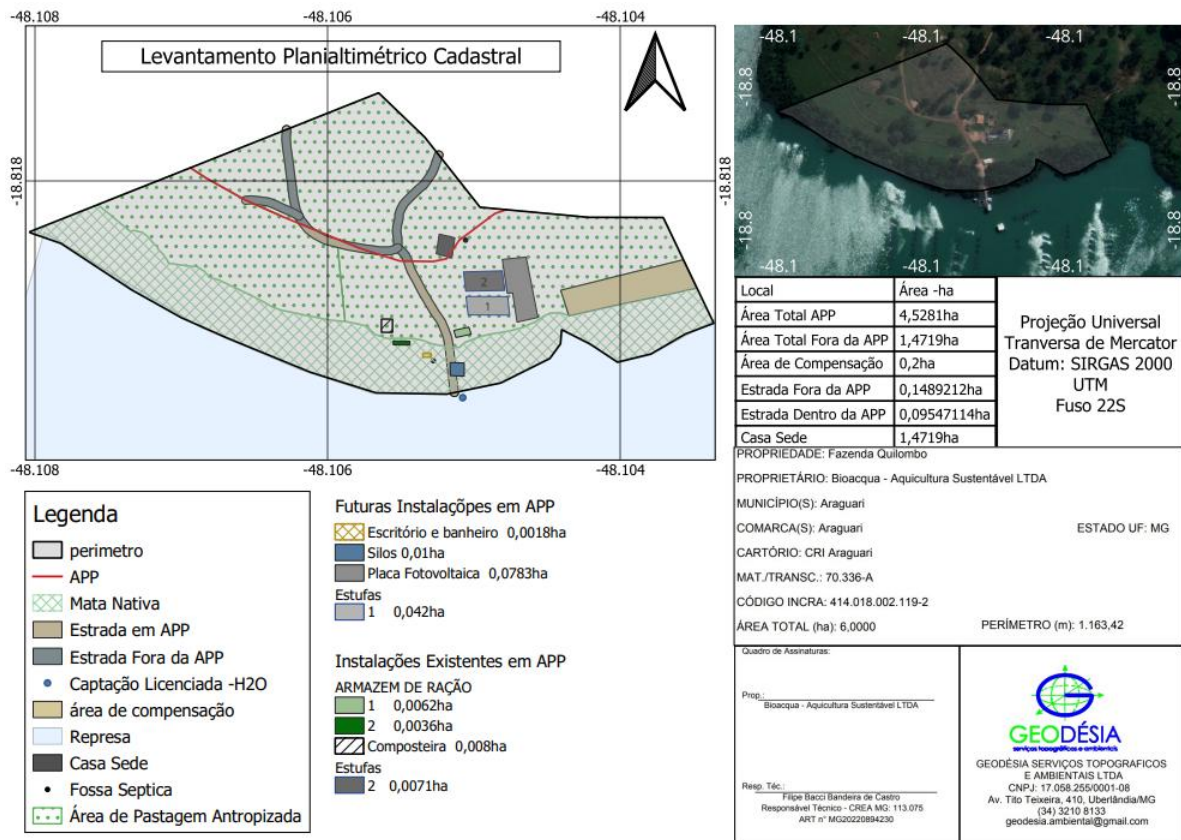 -48.108
-48.106
-48.104
Levantamento Planialtimétrico Cadastral
-18.818
-18.818
2
1
-48.108
-48.106
-48.104
-48.1
-48.1
-48.1
-18.8
-18.8
-18.8
-18.8
-48.1
-48.1
-48.1
Local Área -ha
Área Total APP 4,5281ha
Área Total Fora da APP 1,4719ha
Área de Compensação 0,2ha
Estrada Fora da APP 0,1489212ha
Estrada Dentro da APP 0,09547114ha
Casa Sede 1,4719ha
Projeção Universal
Tranversa de Mercator
Datum: SIRGAS 2000
UTM
Fuso 22S
PROPRIEDADE: Fazenda Quilombo
PROPRIETÁRIO: Bioacqua - Aquicultura Sustentável LTDA
MUNICÍPIO(S): Araguari
COMARCA(S): Araguari ESTADO UF: MG
CARTÓRIO: CRI Araguari
MAT./TRANSC.: 70.336-A
CÓDIGO INCRA: 414.018.002.119-2
ÁREA TOTAL (ha): 6,0000 PERÍMETRO (m): 1.163,42
Legenda
perimetro
APP
Mata Nativa
Estrada em APP
Estrada Fora da APP
Captação Licenciada -H2O
área de compensação
Represa
Casa Sede
Fossa Septica
Área de Pastagem Antropizada
Futuras Instalaçõpes em APP
Escritório e banheiro 0,0018ha
Silos 0,01ha
Placa Fotovoltaica 0,0783ha
Estufas
1 0,042ha
Instalações Existentes em APP
ARMAZEM DE RAÇÃO
1 0,0062ha
2 0,0036ha
Composteira 0,008ha
Estufas
2 0,0071ha
Quadro de Assinaturas:
Prop.:
Bioacqua - Aquicultura Sustentável LTDA
Resp. Téc.:
Filipe Bacci Bandeira de Castro
Responsável Técnico - CREA MG: 113.075
ART n° MG20220894230
GEODÉSIA
serviços topográficos e ambientais
GEODÈSIA SERVIÇOS TOPOGRAFICOS
E AMBIENTAIS LTDA
CNPJ: 17.058.255/0001-08
Av. Tito Teixeira, 410, Uberlândia/MG
(34) 3210 8133
geodesia.ambiental@gmail.com